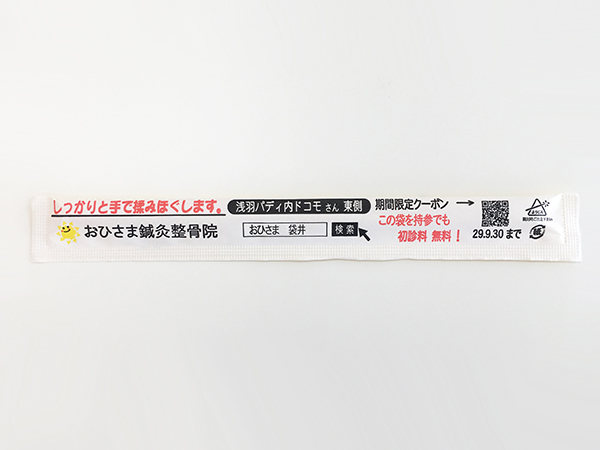 しっかりと手で揉みほぐします。
浅羽パディ内ドコモ さん 東側
おひさま鍼灸整骨院
おひさま 袋井
検索
期間限定クーポン →
この袋を持参でも
初診料 無料！
29.9.30 まで
紙